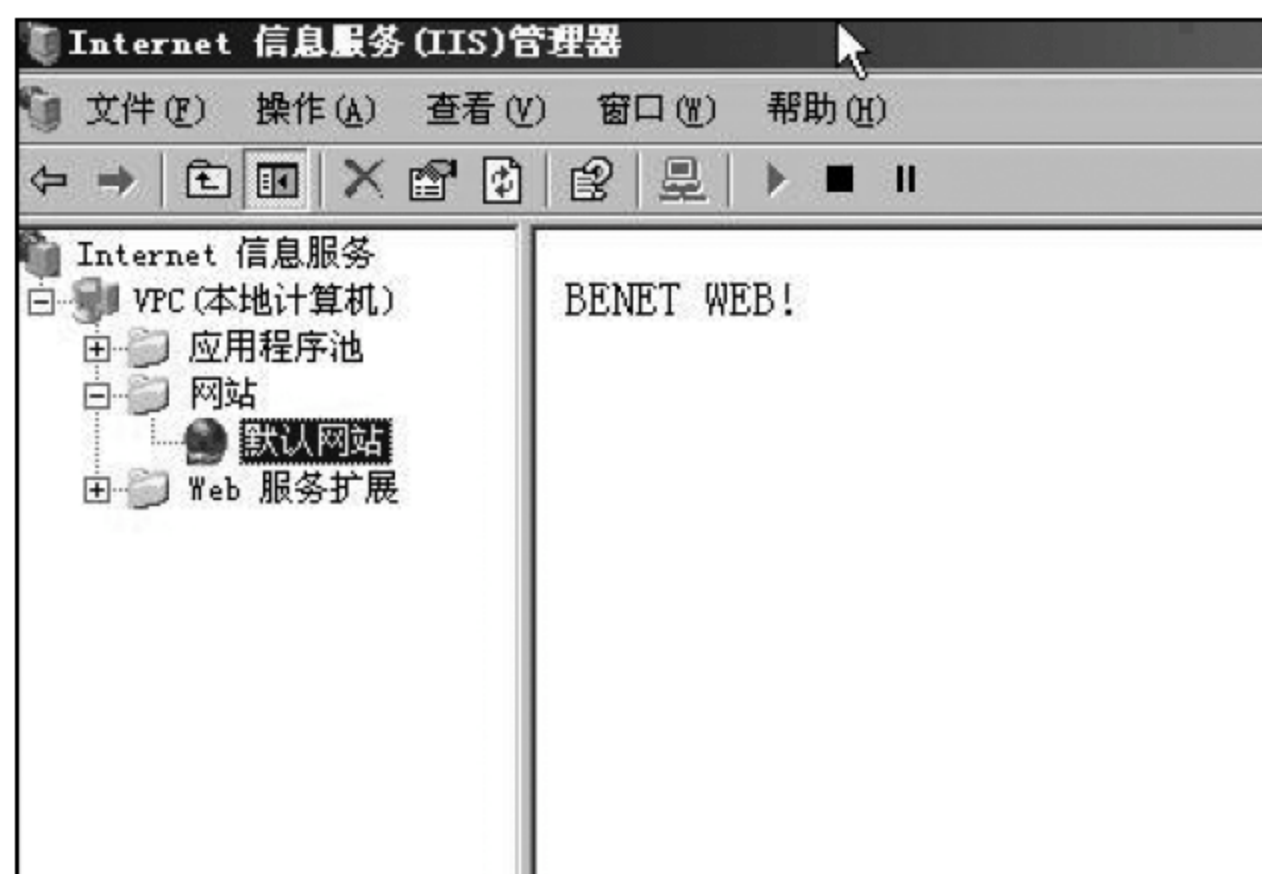 Internet 信息服务(IIS)管理器
文件(F) 操作(A) 查看(V) 窗口(W) 帮助(H)
Internet 信息服务
VPC(本地计算机)
应用程序池
网站
默认网站
Web 服务扩展
BENET WEB!